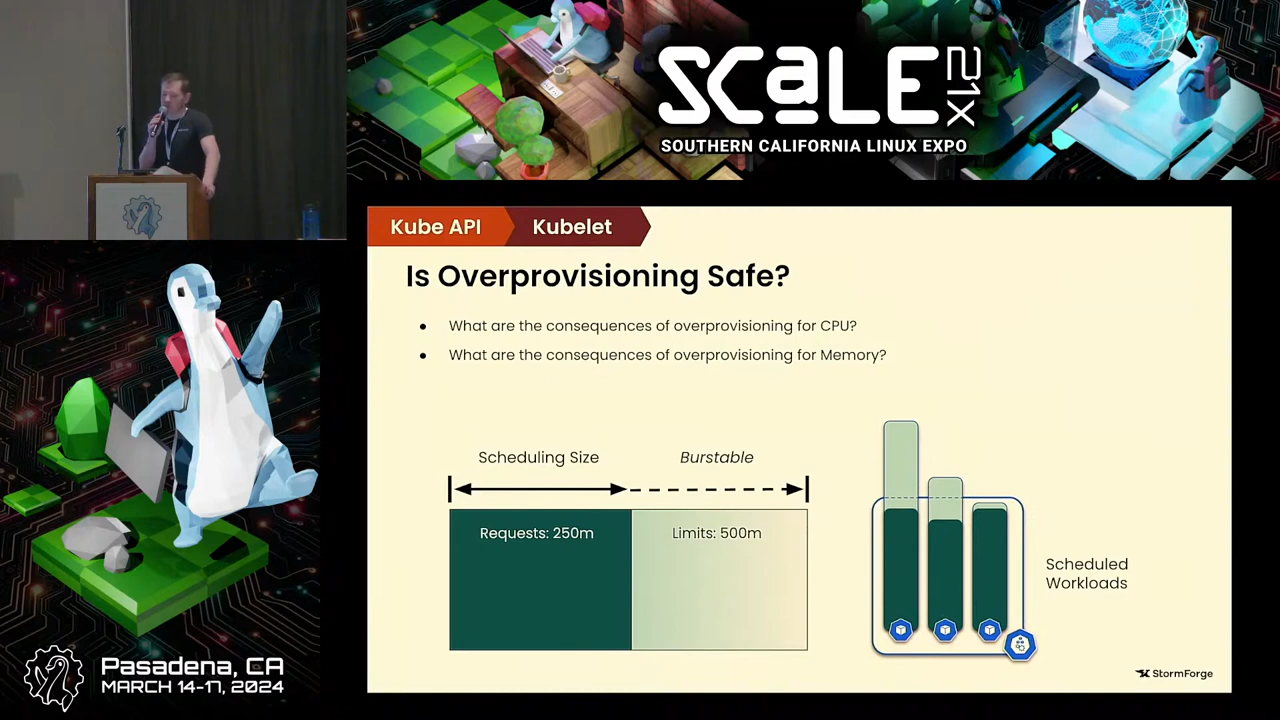 SCaLE 21x
SOUTHERN CALIFORNIA LINUX EXPO
Kube API
Kubelet
Is Overprovisioning Safe?
● What are the consequences of overprovisioning for CPU?
● What are the consequences of overprovisioning for Memory?
Scheduling Size
Burstable
Requests: 250m
Limits: 500m
Scheduled
Workloads
StormForge
Pasadena, CA
MARCH 14-17, 2024